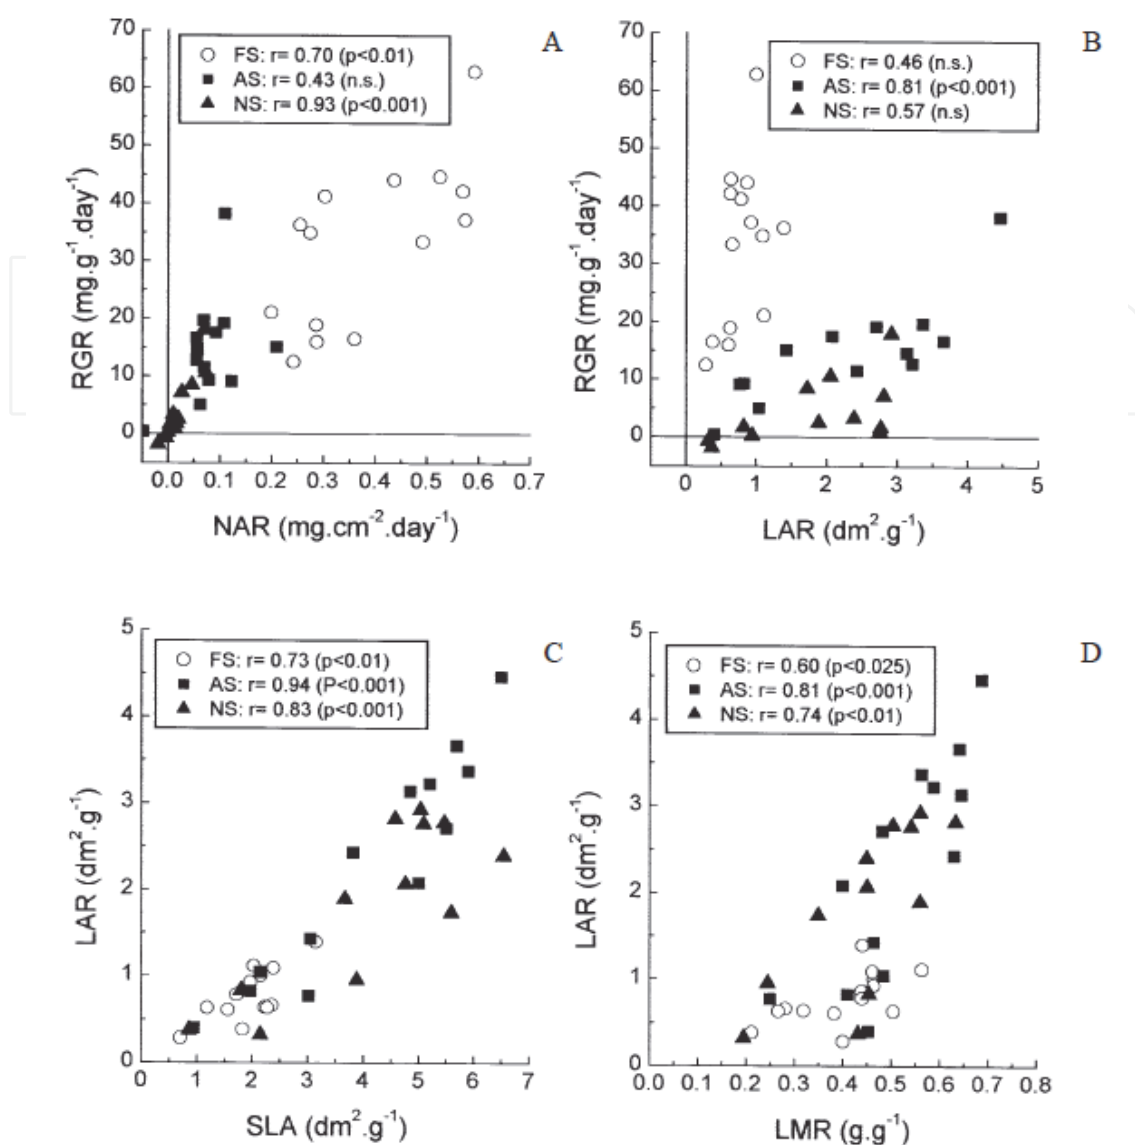 A
FS: r= 0.70 (p<0.01)
AS: r= 0.43 (n.s.)
NS: r= 0.93 (p<0.001)
70
60
50
40
30
20
10
0
RGR (mg.g⁻¹.day⁻¹)
0.0 0.1 0.2 0.3 0.4 0.5 0.6 0.7
NAR (mg.cm⁻².day⁻¹)
B
FS: r= 0.46 (n.s.)
AS: r= 0.81 (p<0.001)
NS: r= 0.57 (n.s)
70
60
50
40
30
20
10
0
RGR (mg.g⁻¹.day⁻¹)
0 1 2 3 4 5
LAR (dm².g⁻¹)
C
FS: r= 0.73 (p<0.01)
AS: r= 0.94 (P<0.001)
NS: r= 0.83 (p<0.001)
5
4
3
2
1
0
LAR (dm².g⁻¹)
0 1 2 3 4 5 6 7
SLA (dm².g⁻¹)
D
FS: r= 0.60 (p<0.025)
AS: r= 0.81 (p<0.001)
NS: r= 0.74 (p<0.01)
5
4
3
2
1
0
LAR (dm².g⁻¹)
0.0 0.1 0.2 0.3 0.4 0.5 0.6 0.7 0.8
LMR (g.g⁻¹)